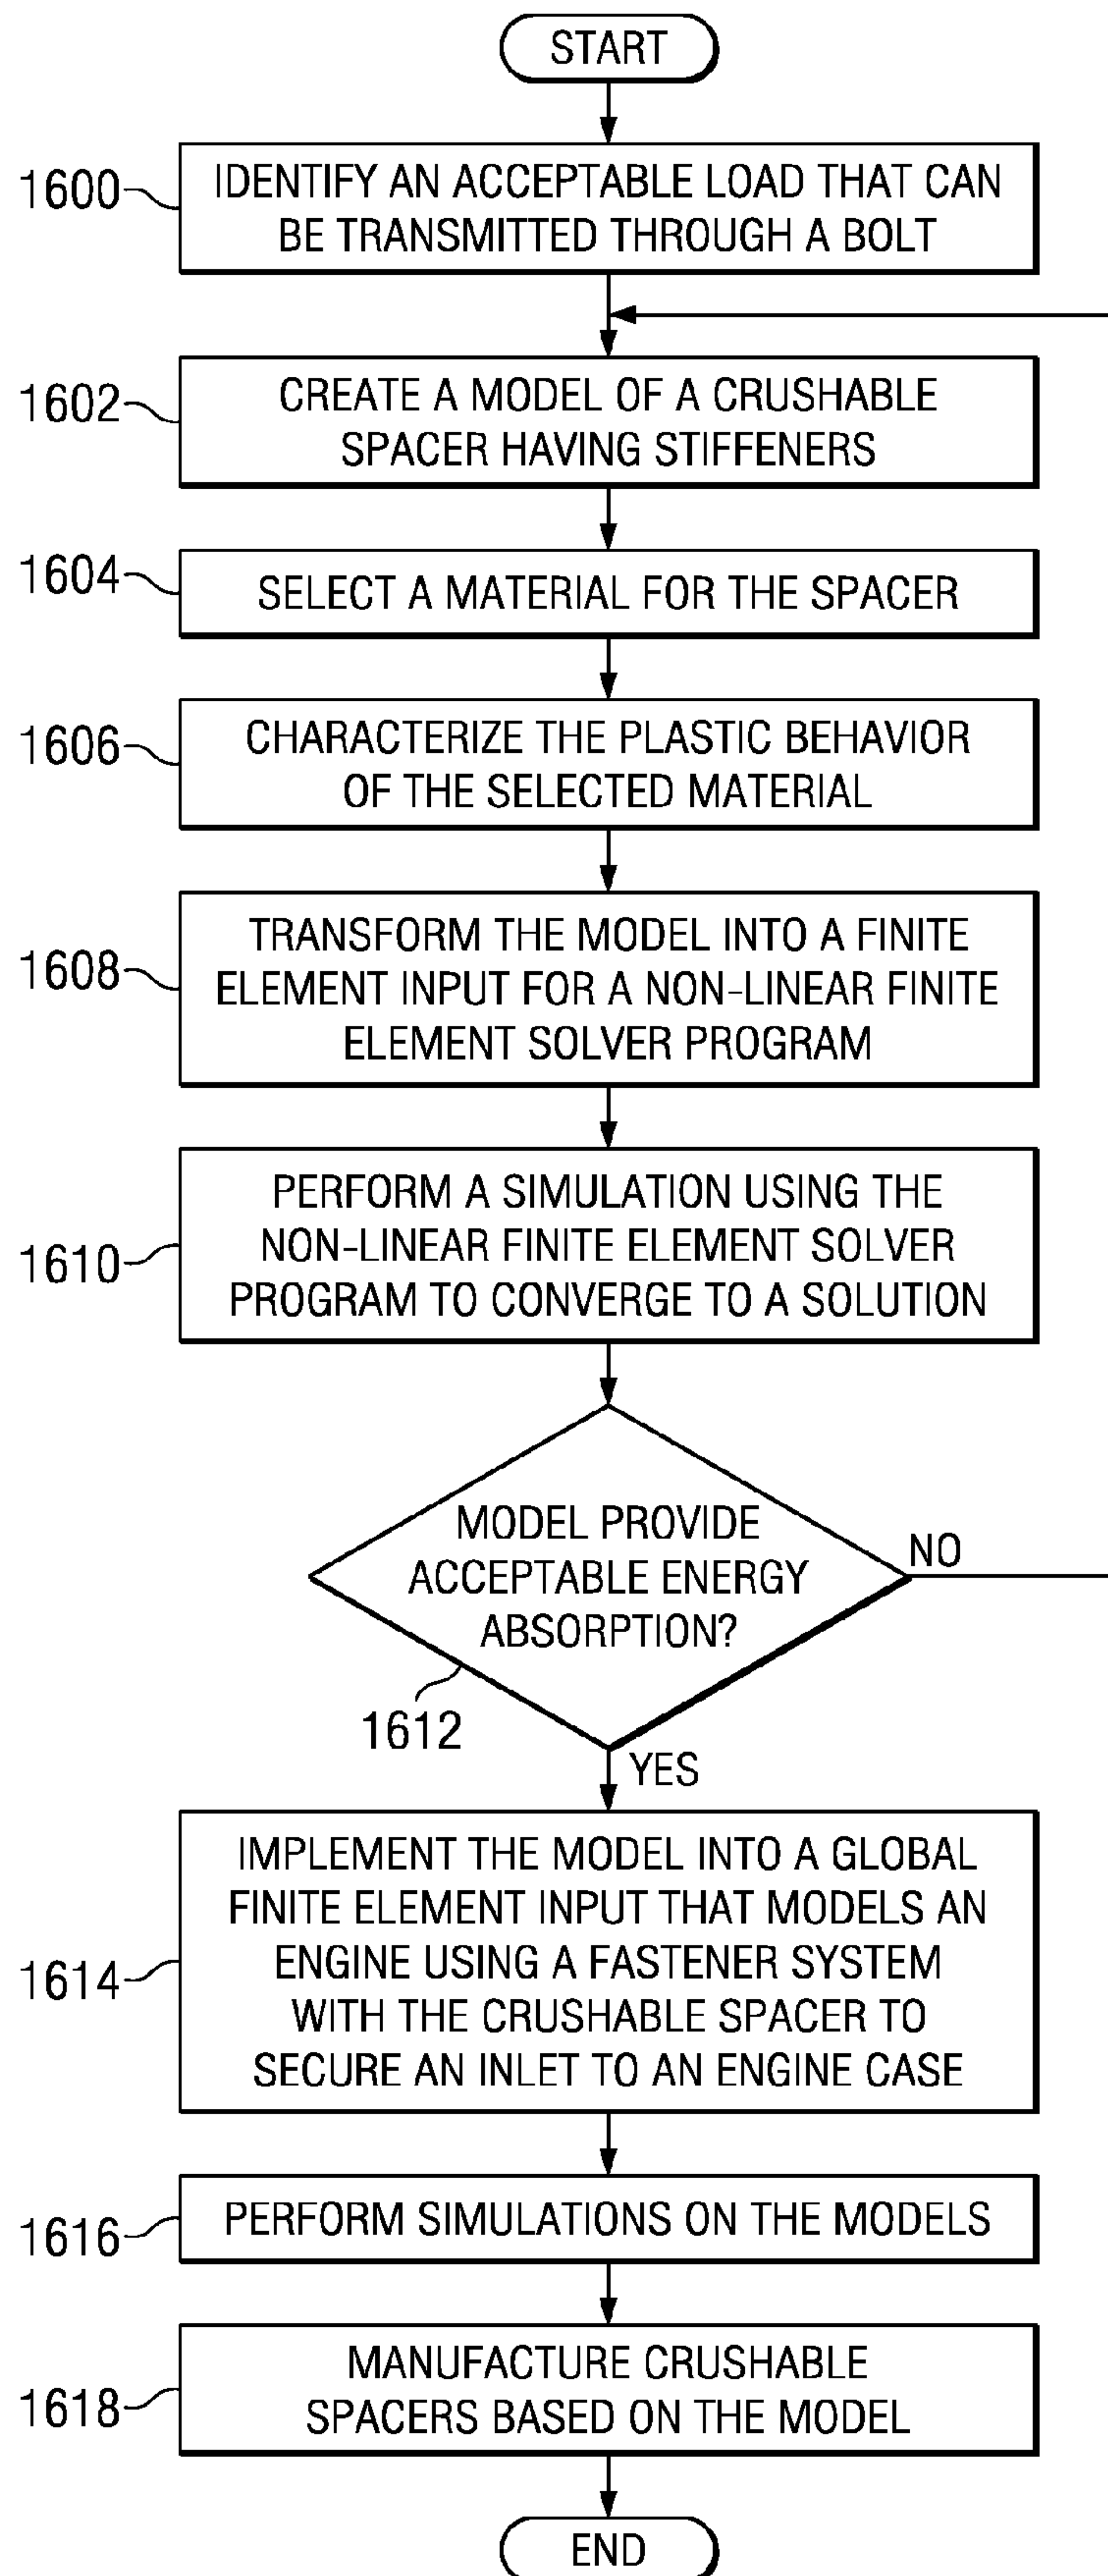 START
1600
IDENTIFY AN ACCEPTABLE LOAD THAT CAN
BE TRANSMITTED THROUGH A BOLT
1602
CREATE A MODEL OF A CRUSHABLE
SPACER HAVING STIFFENERS
1604
SELECT A MATERIAL FOR THE SPACER
1606
CHARACTERIZE THE PLASTIC BEHAVIOR
OF THE SELECTED MATERIAL
1608
TRANSFORM THE MODEL INTO A FINITE
ELEMENT INPUT FOR A NON-LINEAR FINITE
ELEMENT SOLVER PROGRAM
1610
PERFORM A SIMULATION USING THE
NON-LINEAR FINITE ELEMENT SOLVER
PROGRAM TO CONVERGE TO A SOLUTION
MODEL PROVIDE
ACCEPTABLE ENERGY
ABSORPTION?
NO
1612
YES
1614
IMPLEMENT THE MODEL INTO A GLOBAL
FINITE ELEMENT INPUT THAT MODELS AN
ENGINE USING A FASTENER SYSTEM
WITH THE CRUSHABLE SPACER TO
SECURE AN INLET TO AN ENGINE CASE
1616
PERFORM SIMULATIONS ON THE MODELS
1618
MANUFACTURE CRUSHABLE
SPACERS BASED ON THE MODEL
END